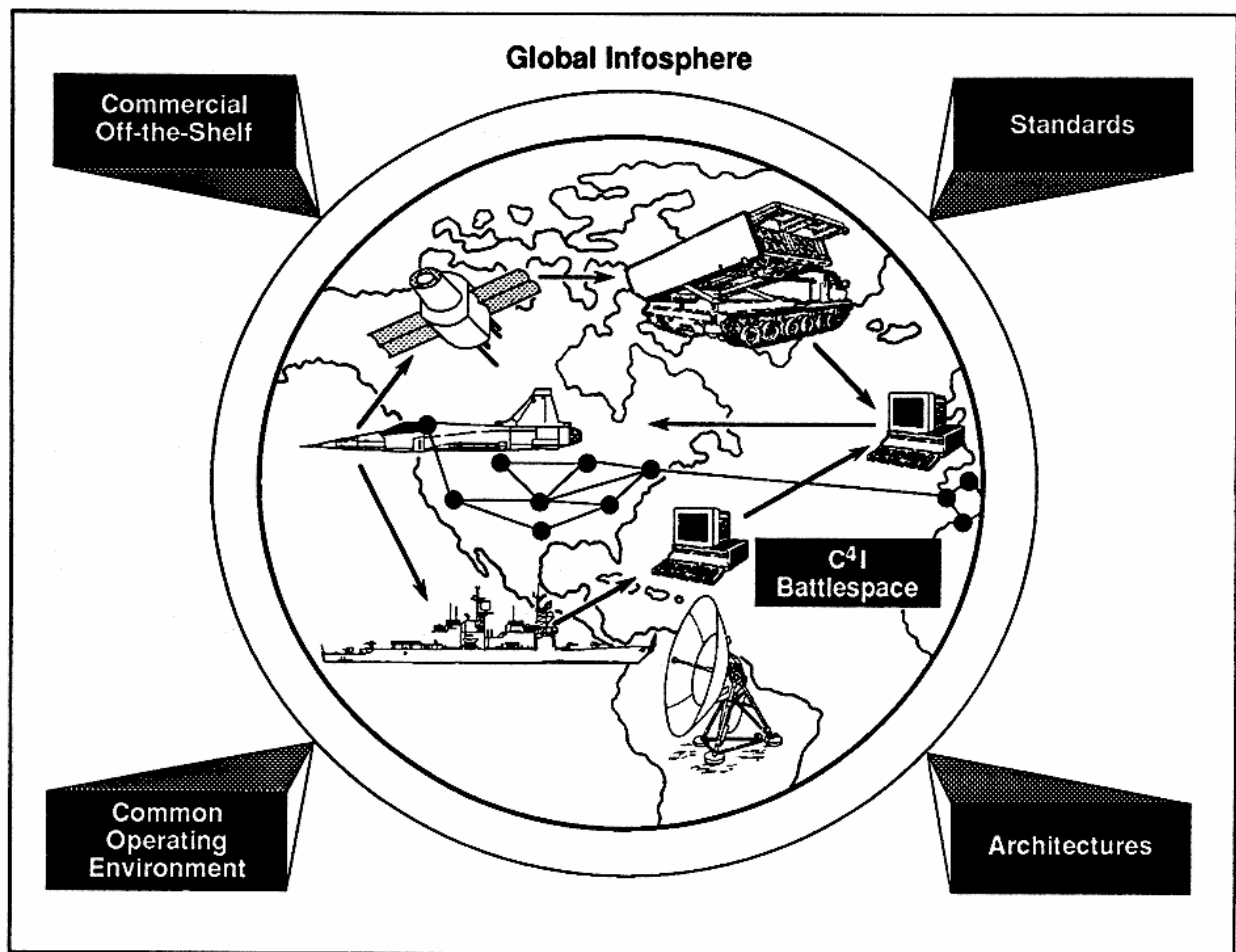 Global Infosphere
Commercial
Off-the-Shelf
Standards
C⁴I
Battlespace
Common
Operating
Environment
Architectures